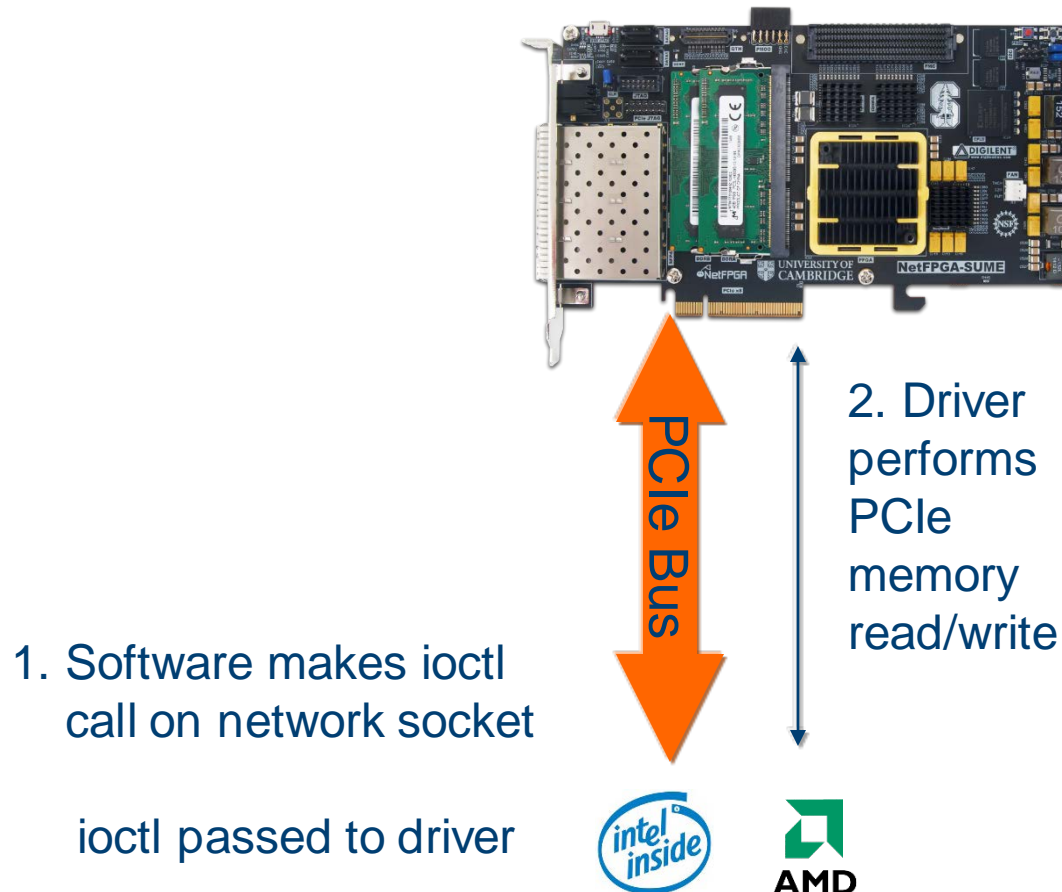 DIGILENT
NetFPGA
UNIVERSITY OF
CAMBRIDGE
NetFPGA-SUME
PCIe Bus
2. Driver
performs
PCIe
memory
read/write
1. Software makes ioctl
call on network socket
ioctl passed to driver
intel
inside
AMD